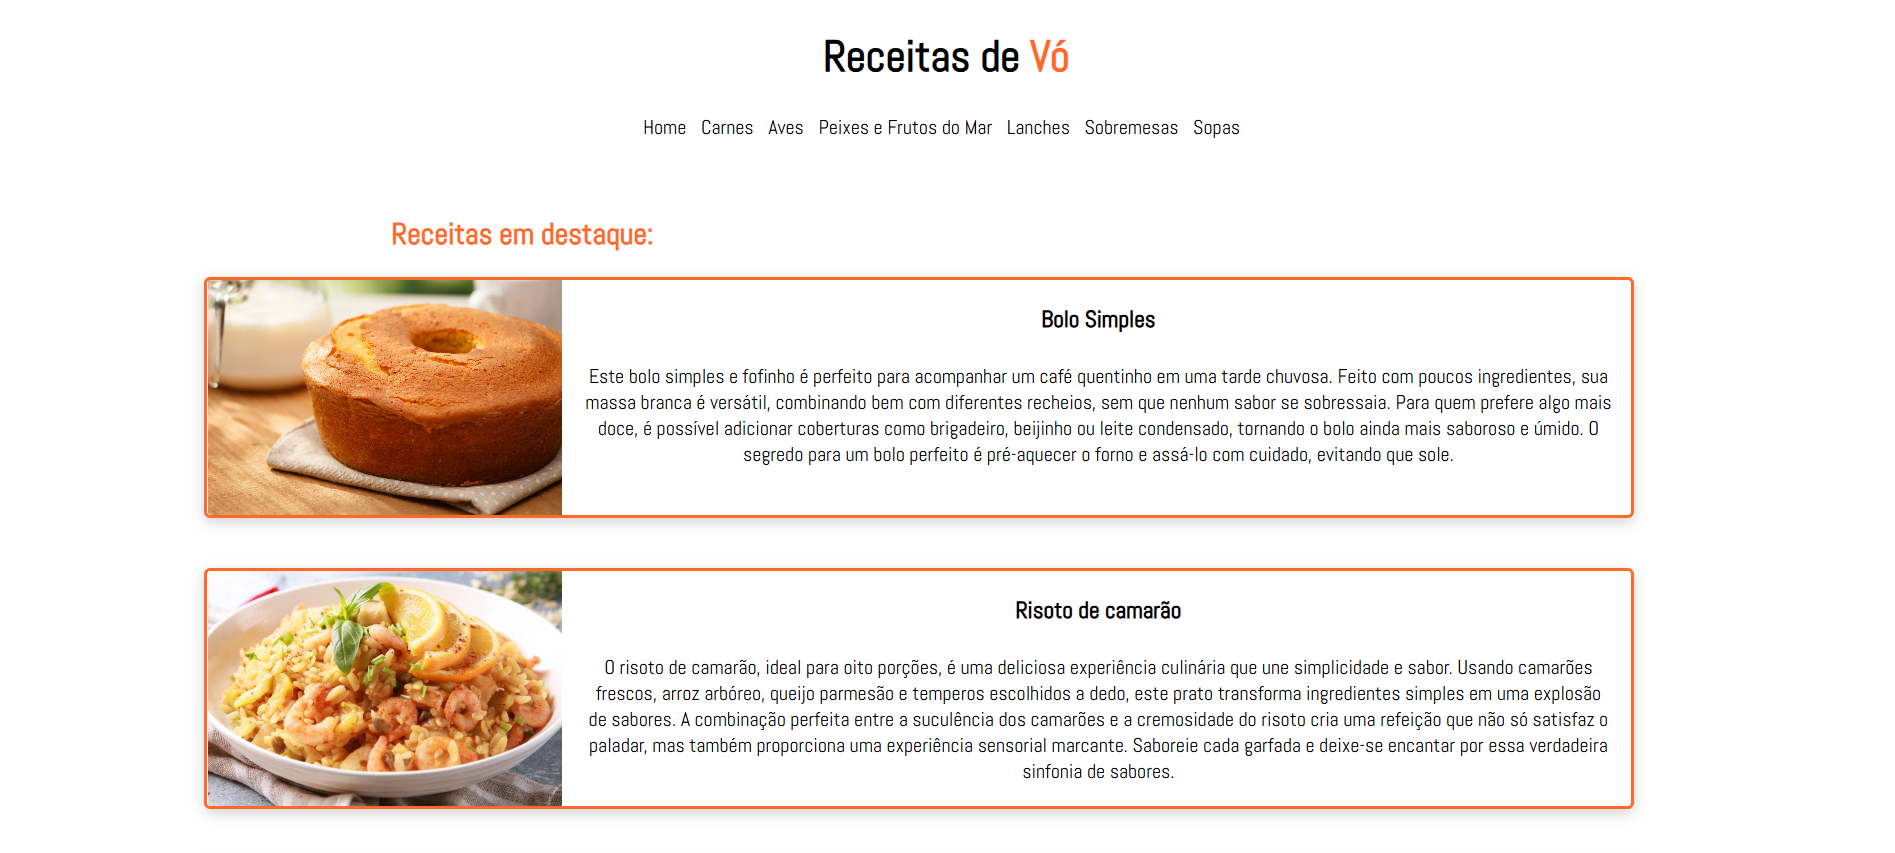 Receitas de Vó
Home Carnes Aves Peixes e Frutos do Mar Lanches Sobremesas Sopas
Receitas em destaque:
Bolo Simples
Este bolo simples e fofinho é perfeito para acompanhar um café quentinho em uma tarde chuvosa. Feito com poucos ingredientes, sua
massa branca é versátil, combinando bem com diferentes recheios, sem que nenhum sabor se sobressaia. Para quem prefere algo mais
doce, é possível adicionar coberturas como brigadeiro, beijinho ou leite condensado, tornando o bolo ainda mais saboroso e úmido. O
segredo para um bolo perfeito é pré-aquecer o forno e assá-lo com cuidado, evitando que sole.
Risoto de camarão
O risoto de camarão, ideal para oito porções, é uma deliciosa experiência culinária que une simplicidade e sabor. Usando camarões
frescos, arroz arbóreo, queijo parmesão e temperos escolhidos a dedo, este prato transforma ingredientes simples em uma explosão
de sabores. A combinação perfeita entre a suculência dos camarões e a cremosidade do risoto cria uma refeição que não só satisfaz o
paladar, mas também proporciona uma experiência sensorial marcante. Saboreie cada garfada e deixe-se encantar por essa verdadeira
sinfonia de sabores.